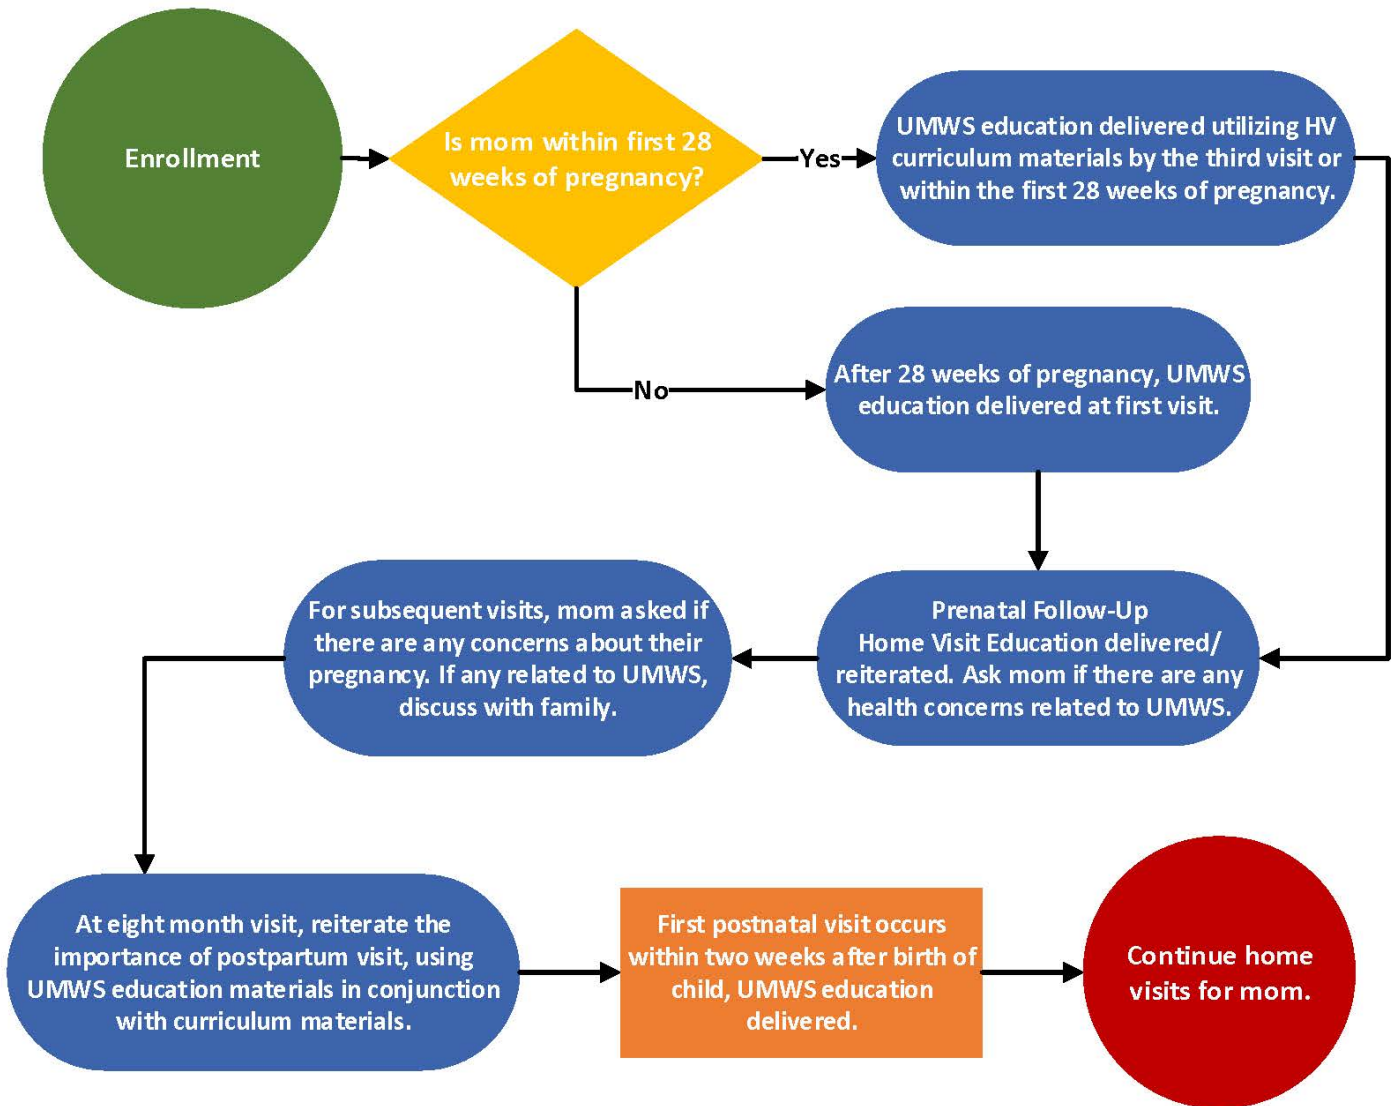 Enrollment
Is mom within first 28
weeks of pregnancy?
Yes
UMWS education delivered utilizing HV
curriculum materials by the third visit or
within the first 28 weeks of pregnancy.
No
After 28 weeks of pregnancy, UMWS
education delivered at first visit.
Prenatal Follow-Up
Home Visit Education delivered/
reiterated. Ask mom if there are any
health concerns related to UMWS.
For subsequent visits, mom asked if
there are any concerns about their
pregnancy. If any related to UMWS,
discuss with family.
At eight month visit, reiterate the
importance of postpartum visit, using
UMWS education materials in conjunction
with curriculum materials.
First postnatal visit occurs
within two weeks after birth of
child, UMWS education
delivered.
Continue home
visits for mom.